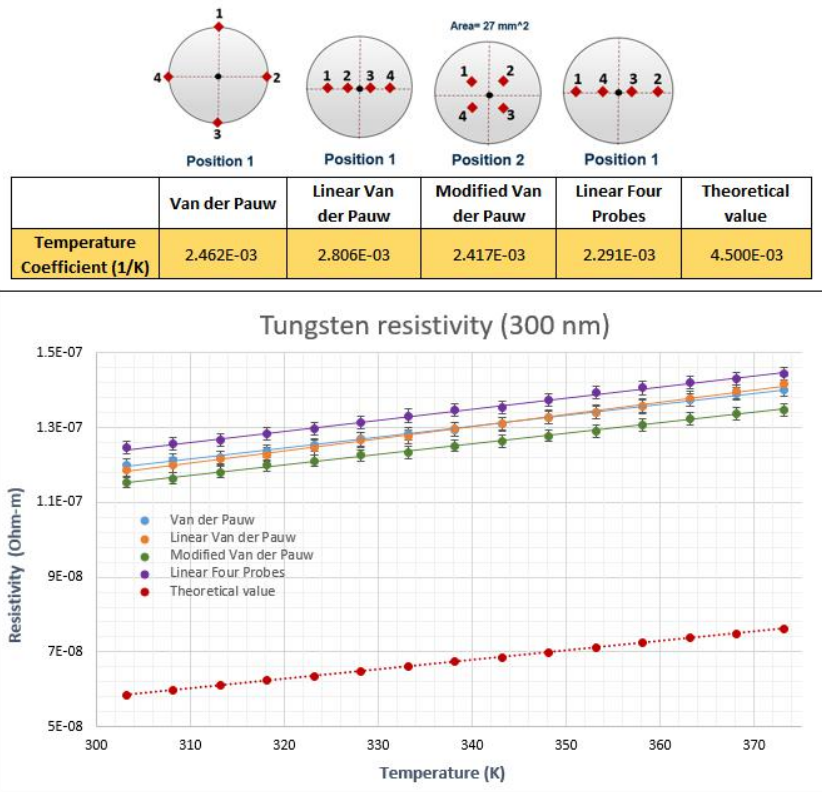 Area= 27 mm^2
1
4
2
3
1 2 3 4
1 2
4 3
1 4 3 2
Position 1
Position 1
Position 2
Position 1
Van der Pauw
Linear Van
der Pauw
Modified Van
der Pauw
Linear Four
Probes
Theoretical
value
Temperature
Coefficient (1/K)
2.462E-03
2.806E-03
2.417E-03
2.291E-03
4.500E-03
Tungsten resistivity (300 nm)
Resistivity (Ohm-m)
1.5E-07
1.3E-07
1.1E-07
9E-08
7E-08
5E-08
Van der Pauw
Linear Van der Pauw
Modified Van der Pauw
Linear Four Probes
Theoretical value
300 310 320 330 340 350 360 370
Temperature (K)